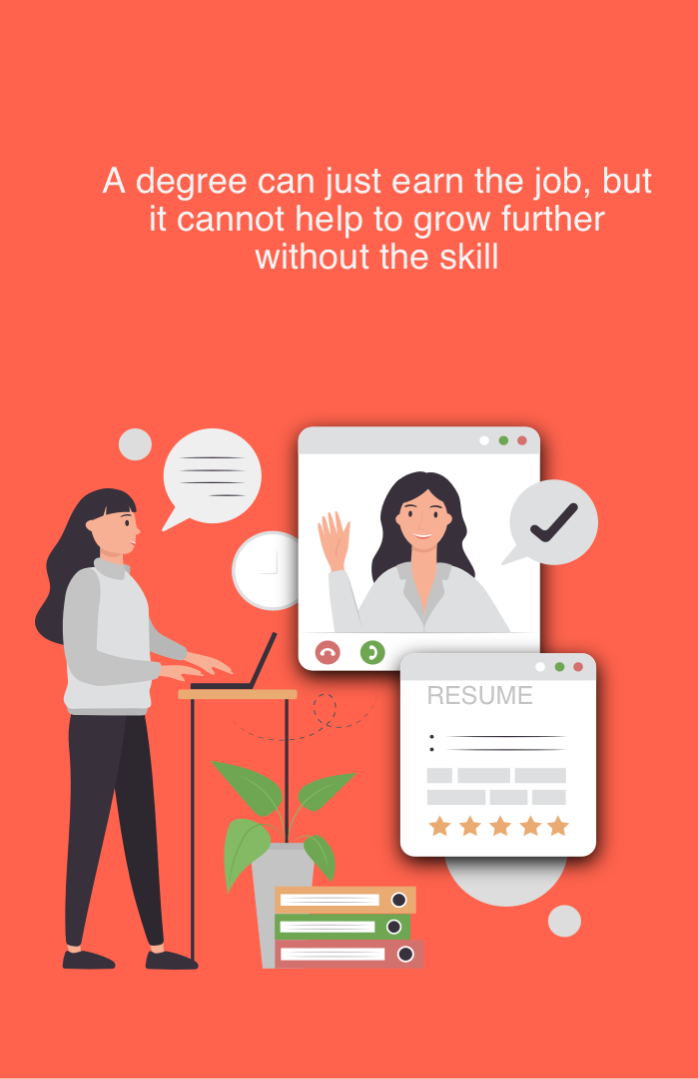 A degree can just earn the job, but
it cannot help to grow further
without the skill
RESUME